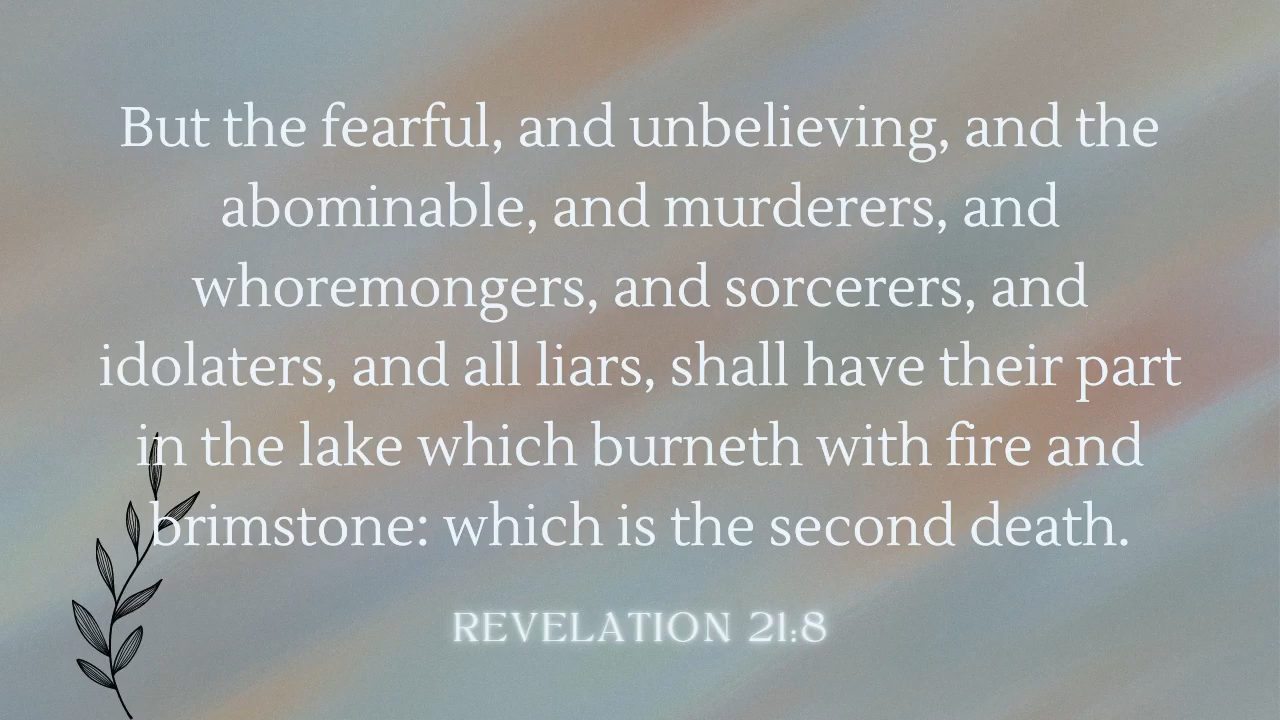 But the fearful, and unbelieving, and the
abominable, and murderers, and
whoremongers, and sorcerers, and
idolaters, and all liars, shall have their part
in the lake which burneth with fire and
brimstone: which is the second death.
REVELATION 21:8